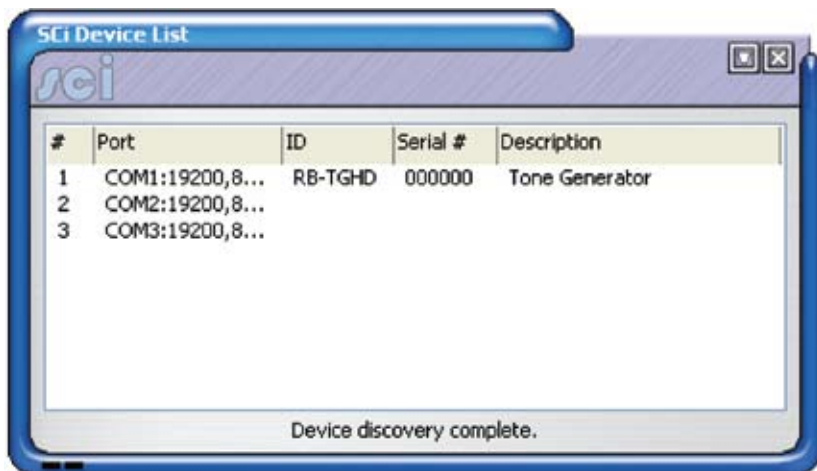 SCi Device List
sci
# Port ID Serial # Description
1 COM1:19200,8... RB-TGHD 000000 Tone Generator
2 COM2:19200,8...
3 COM3:19200,8...
Device discovery complete.